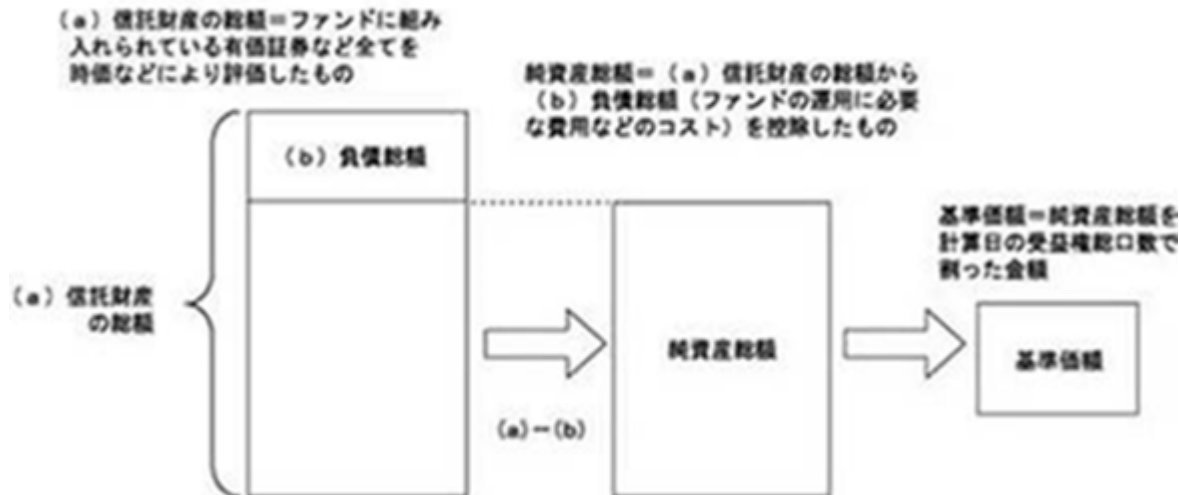 (a)信託財産の総額=ファンドに組み
入れられている有価証券など全てを
時価などにより評価したもの
純資産総額=(a)信託財産の総額から
(b)負債総額(ファンドの運用に必要
な費用などのコスト)を控除したもの
(b)負債総額
基準価額=純資産総額を
計算日の受益権総口数で
割った金額
(a)信託財産
の総額
純資産総額
基準価額
(a)-(b)